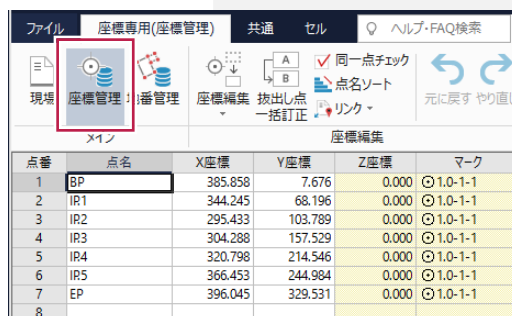 ファイル 座標専用(座標管理) 共通 セル ヘルプ・FAQ検索
現場 座標管理 地番管理 座標編集 抜出し点一括訂正 A B 同一点チェック 点名ソート リンク 元に戻す やり直し
メイン 座標編集
点番 点名 X座標 Y座標 Z座標 マーク
1 BP 385.858 7.676 0.000 1.0-1-1
2 IP.1 344.245 68.196 0.000 1.0-1-1
3 IP.2 295.433 103.789 0.000 1.0-1-1
4 IP.3 304.288 157.529 0.000 1.0-1-1
5 IP.4 320.798 214.546 0.000 1.0-1-1
6 IP.5 366.453 244.984 0.000 1.0-1-1
7 EP 396.045 329.531 0.000 1.0-1-1
8